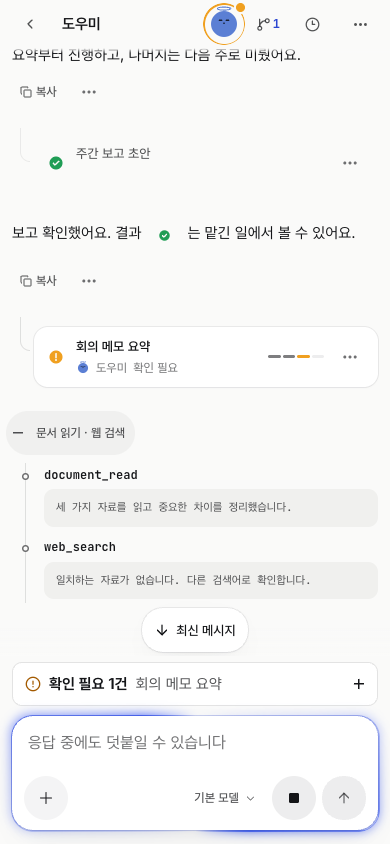 도우미
1
요약부터 진행하고, 나머지는 다음 주로 미뤘어요.
복사
주간 보고 초안
보고 확인했어요. 결과 는 맡긴 일에서 볼 수 있어요.
복사
회의 메모 요약
도우미 확인 필요
문서 읽기 · 웹 검색
document_read
세 가지 자료를 읽고 중요한 차이를 정리했습니다.
web_search
일치하는 자료가 없습니다. 다른 검색어로 확인합니다.
최신 메시지
확인 필요 1건 회의 메모 요약
응답 중에도 덧붙일 수 있습니다
기본 모델